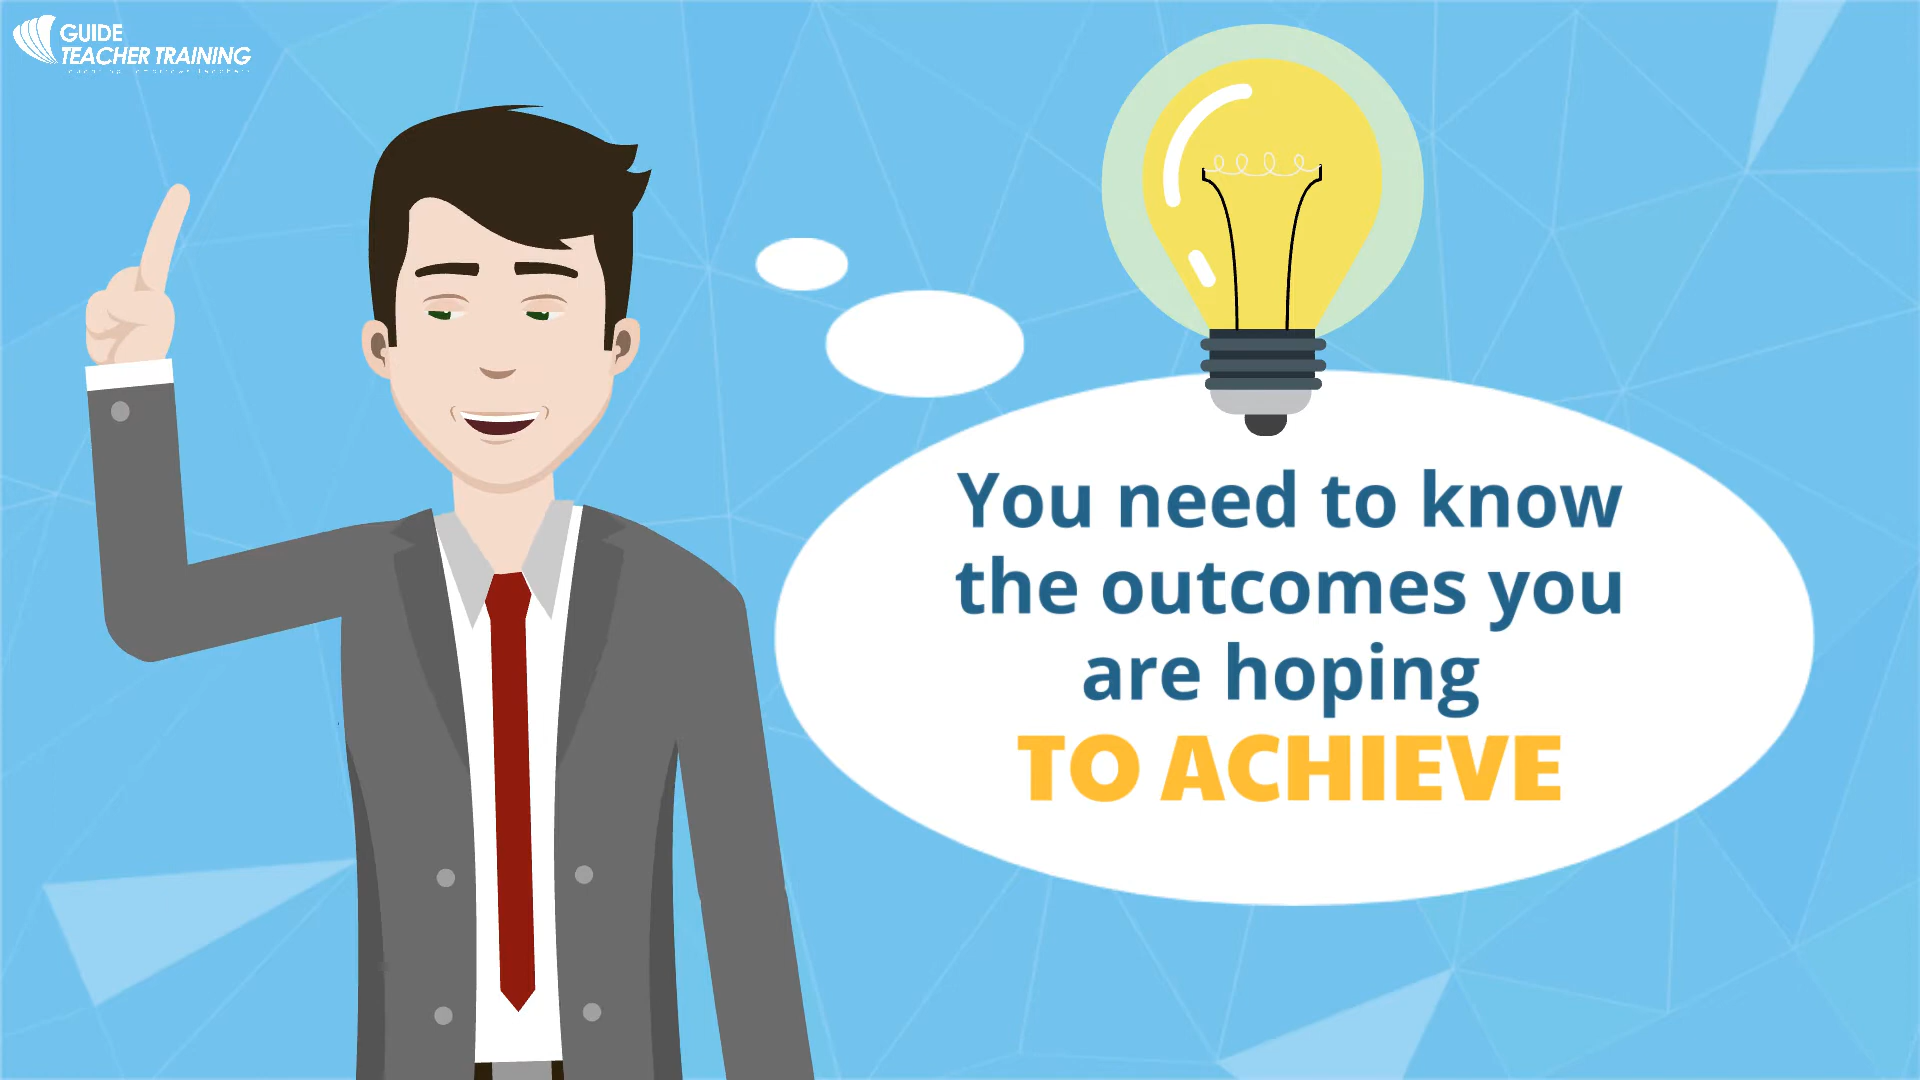 GUIDE
TEACHER TRAINING
You need to know
the outcomes you
are hoping
TO ACHIEVE